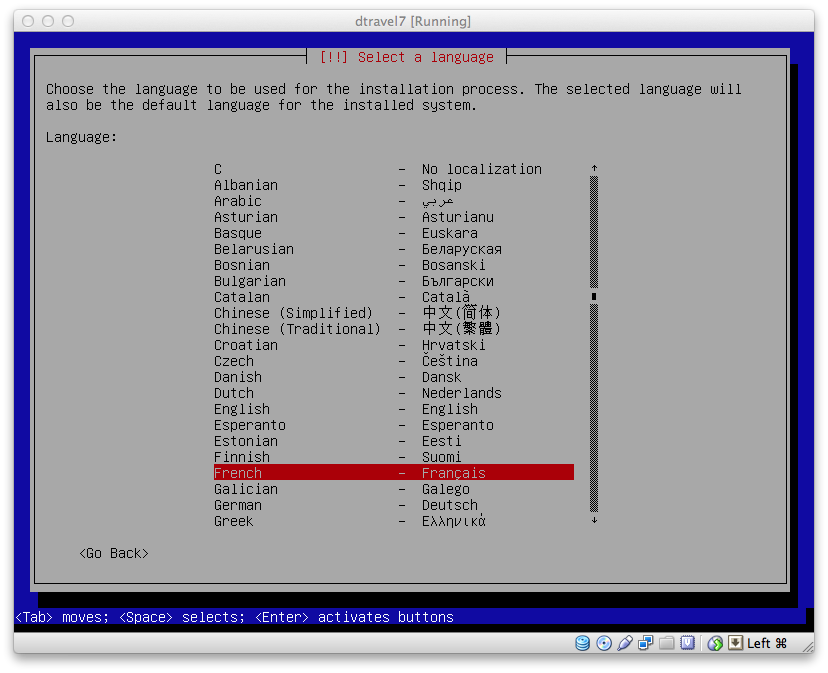 dtravel7 [Running]
[!!] Select a language
Choose the language to be used for the installation process. The selected language will
also be the default language for the installed system.
Language:
C - No localization
Albanian - Shqip
Arabic - عربي
Asturian - Asturianu
Basque - Euskara
Belarusian - Беларуская
Bosnian - Bosanski
Bulgarian - Български
Catalan - Català
Chinese (Simplified) - 中文(简体)
Chinese (Traditional) - 中文(繁體)
Croatian - Hrvatski
Czech - Čeština
Danish - Dansk
Dutch - Nederlands
English - English
Esperanto - Esperanto
Estonian - Eesti
Finnish - Suomi
French - Français
Galician - Galego
German - Deutsch
Greek - Ελληνικά
<Go Back>
<Tab> moves; <Space> selects; <Enter> activates buttons
Left ⌘